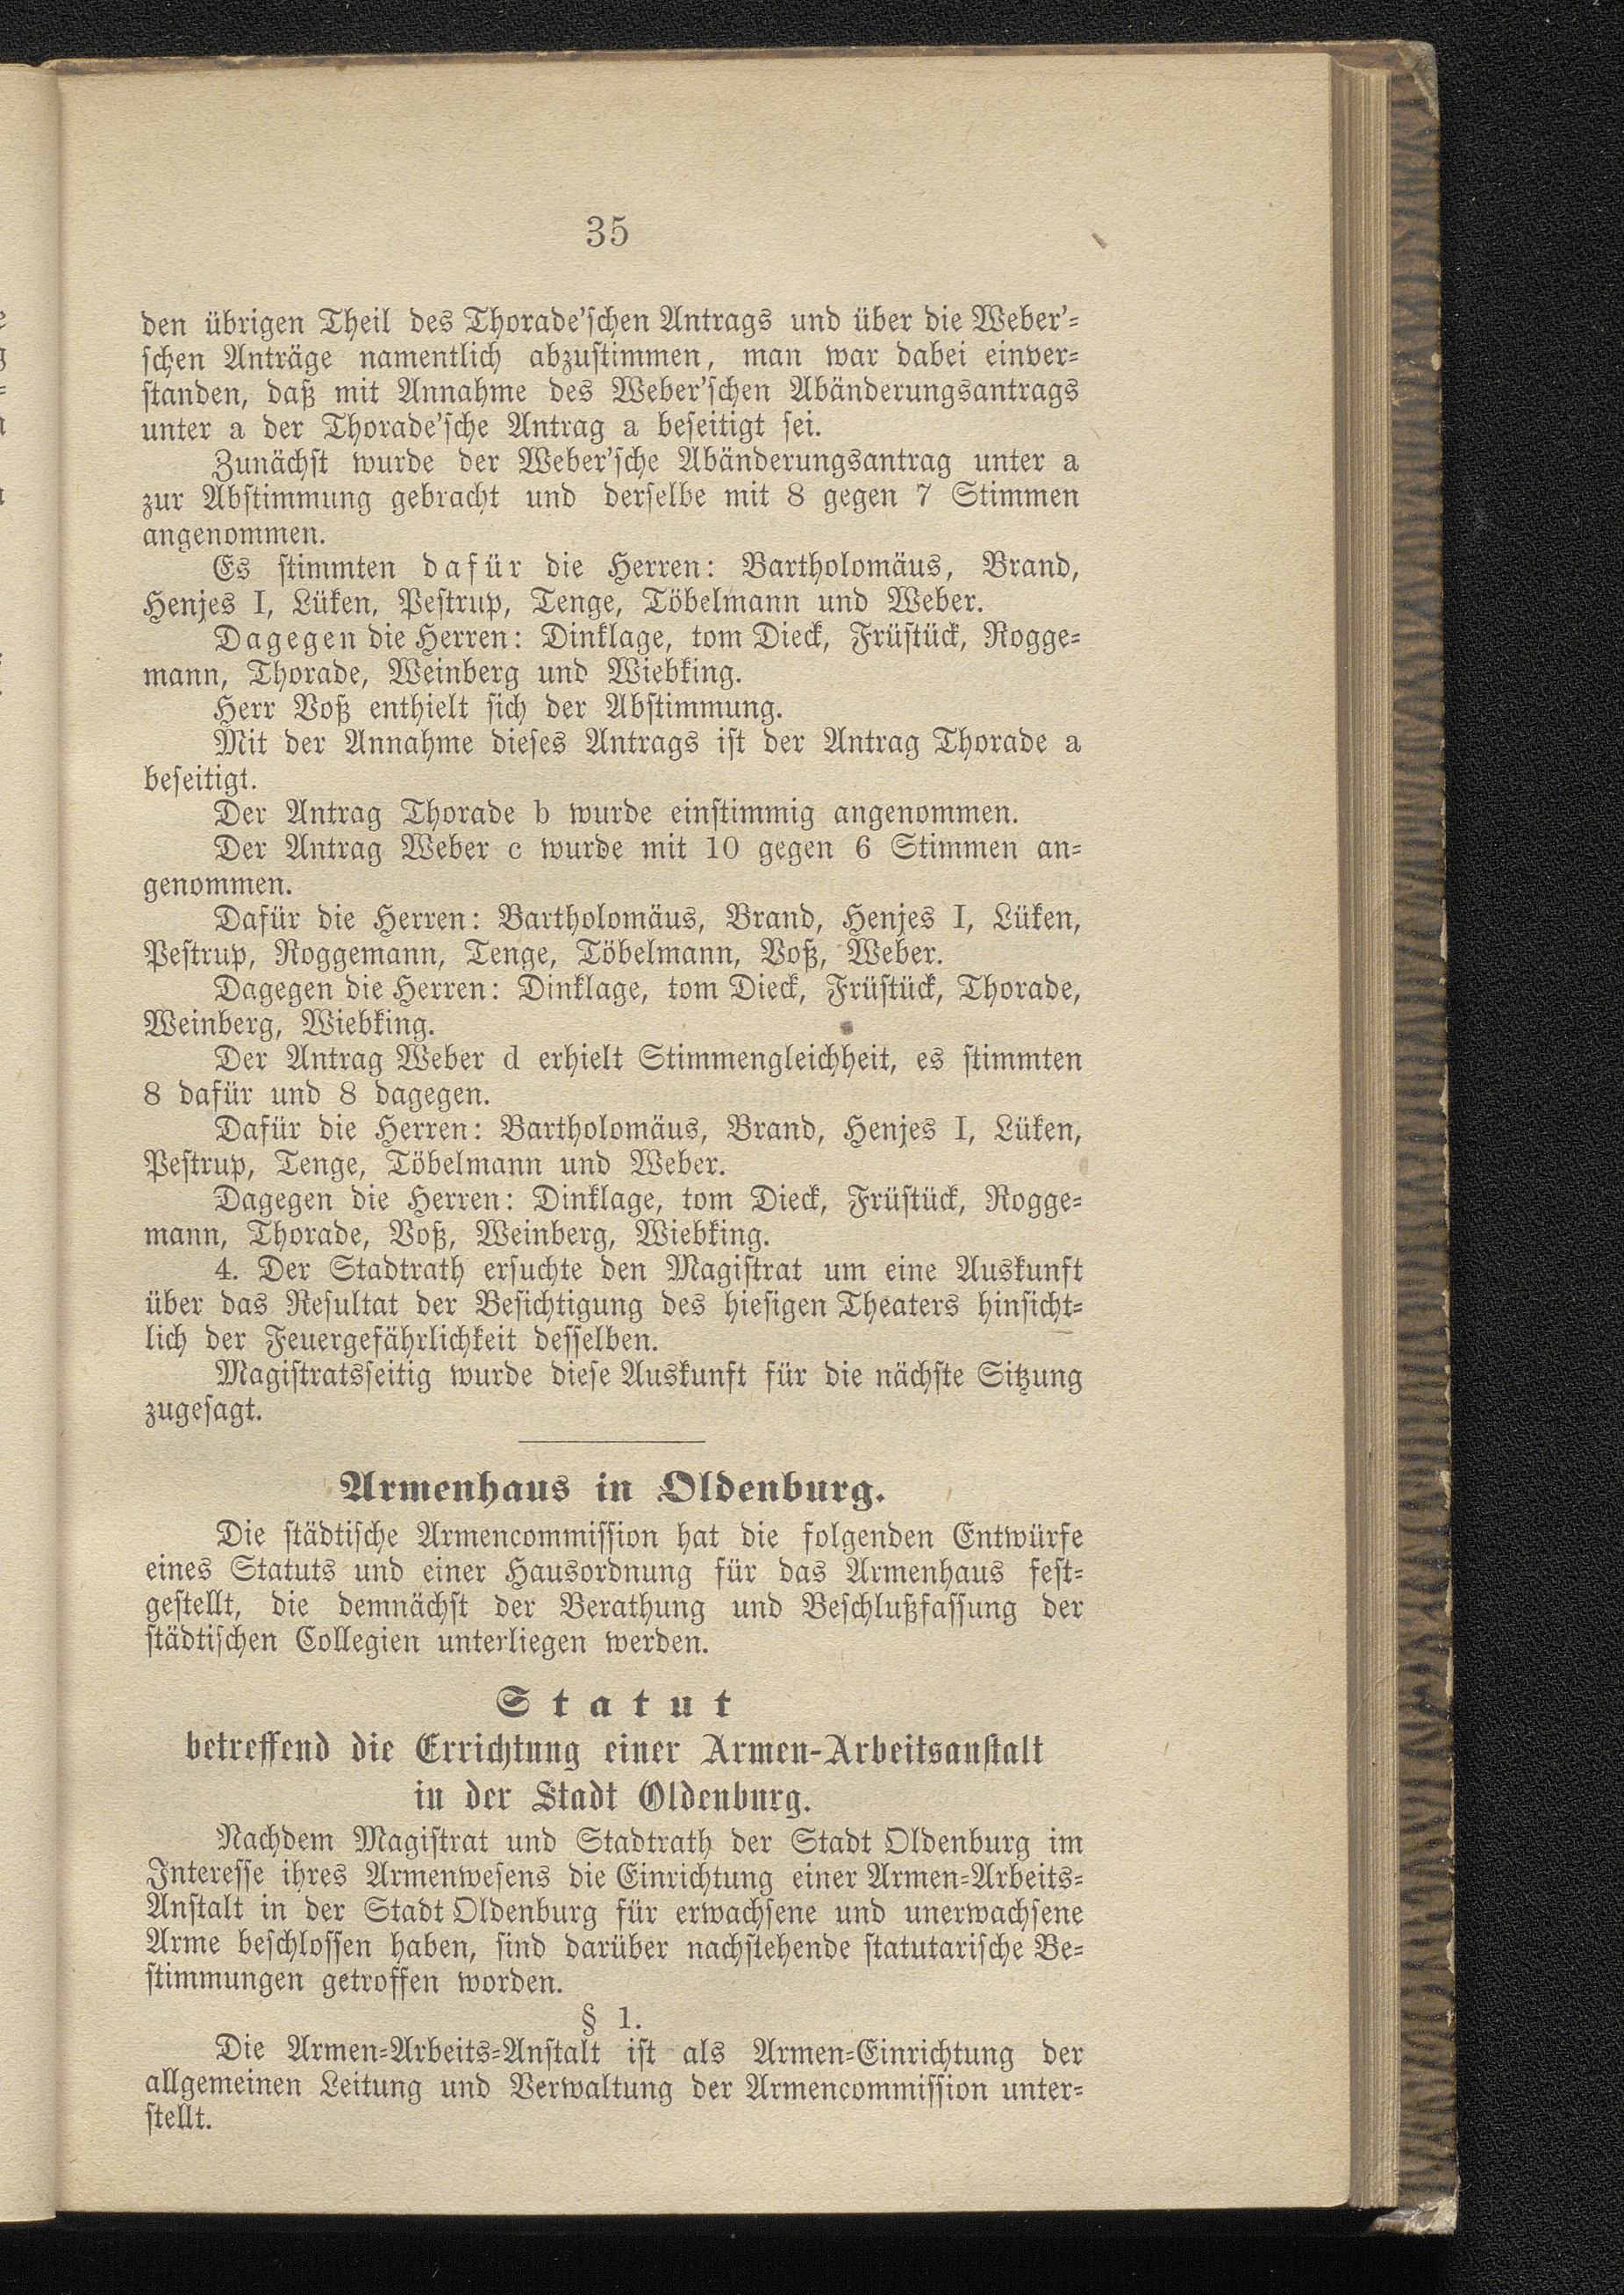 35
den übrigen Theil des Thorade'schen Antrags und über die Weber'-
schen Anträge namentlich abzustimmen, man war dabei einver-
standen, daß mit Annahme des Weber'schen Abänderungsantrags
unter a der Thorade'sche Antrag a beseitigt sei.
Zunächst wurde der Weber'sche Abänderungsantrag unter a
zur Abstimmung gebracht und derselbe mit 8 gegen 7 Stimmen
angenommen.
Es stimmten dafür die Herren: Bartholomäus, Brand,
Henjes I, Lüken, Pestrup, Tenge, Töbelmann und Weber.
Dagegen die Herren: Dinklage, tom Dieck, Früstück, Rogge-
mann, Thorade, Weinberg und Wiebking.
Herr Voß enthielt sich der Abstimmung.
Mit der Annahme dieses Antrags ist der Antrag Thorade a
beseitigt.
Der Antrag Thorade b wurde einstimmig angenommen.
Der Antrag Weber c wurde mit 10 gegen 6 Stimmen an-
genommen.
Dafür die Herren: Bartholomäus, Brand, Henjes I, Lüken,
Pestrup, Roggemann, Tenge, Töbelmann, Voß, Weber.
Dagegen die Herren: Dinklage, tom Dieck, Früstück, Thorade,
Weinberg, Wiebking.
Der Antrag Weber d erhielt Stimmengleichheit, es stimmten
8 dafür und 8 dagegen.
Dafür die Herren: Bartholomäus, Brand, Henjes I, Lüken,
Pestrup, Tenge, Töbelmann und Weber.
Dagegen die Herren: Dinklage, tom Dieck, Früstück, Rogge-
mann, Thorade, Voß, Weinberg, Wiebking.
4. Der Stadtrath ersuchte den Magistrat um eine Auskunft
über das Resultat der Besichtigung des hiesigen Theaters hinsicht-
lich der Feuergefährlichkeit desselben.
Magistratsseitig wurde diese Auskunft für die nächste Sitzung
zugesagt.
Armenhaus in Oldenburg.
Die städtische Armencommission hat die folgenden Entwürfe
eines Statuts und einer Hausordnung für das Armenhaus fest-
gestellt, die demnächst der Berathung und Beschlußfassung der
städtischen Collegien unterliegen werden.
Statut
betreffend die Errichtung einer Armen-Arbeitsanstalt
in der Stadt Oldenburg.
Nachdem Magistrat und Stadtrath der Stadt Oldenburg im
Interesse ihres Armenwesens die Einrichtung einer Armen-Arbeits-
Anstalt in der Stadt Oldenburg für erwachsene und unerwachsene
Arme beschlossen haben, sind darüber nachstehende statutarische Be-
stimmungen getroffen worden.
§ 1.
Die Armen-Arbeits-Anstalt ist als Armen-Einrichtung der
allgemeinen Leitung und Verwaltung der Armencommission unter-
stellt.